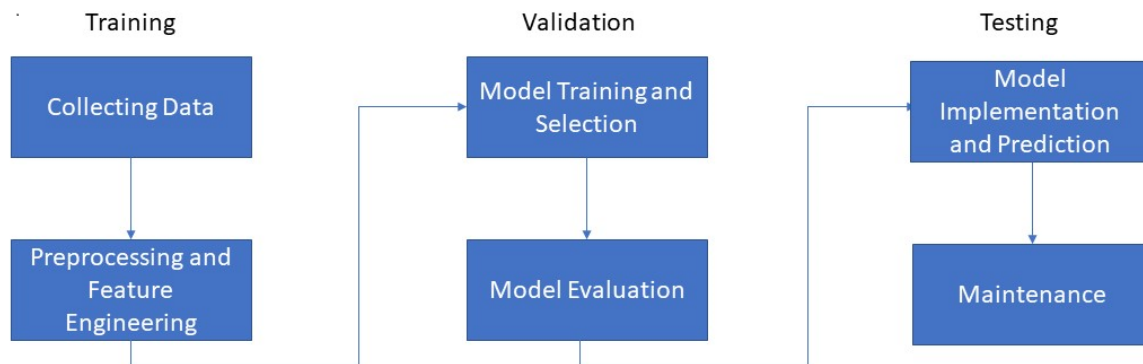 Training
Collecting Data
Preprocessing and
Feature
Engineering
Validation
Model Training and
Selection
Model Evaluation
Testing
Model
Implementation
and Prediction
Maintenance